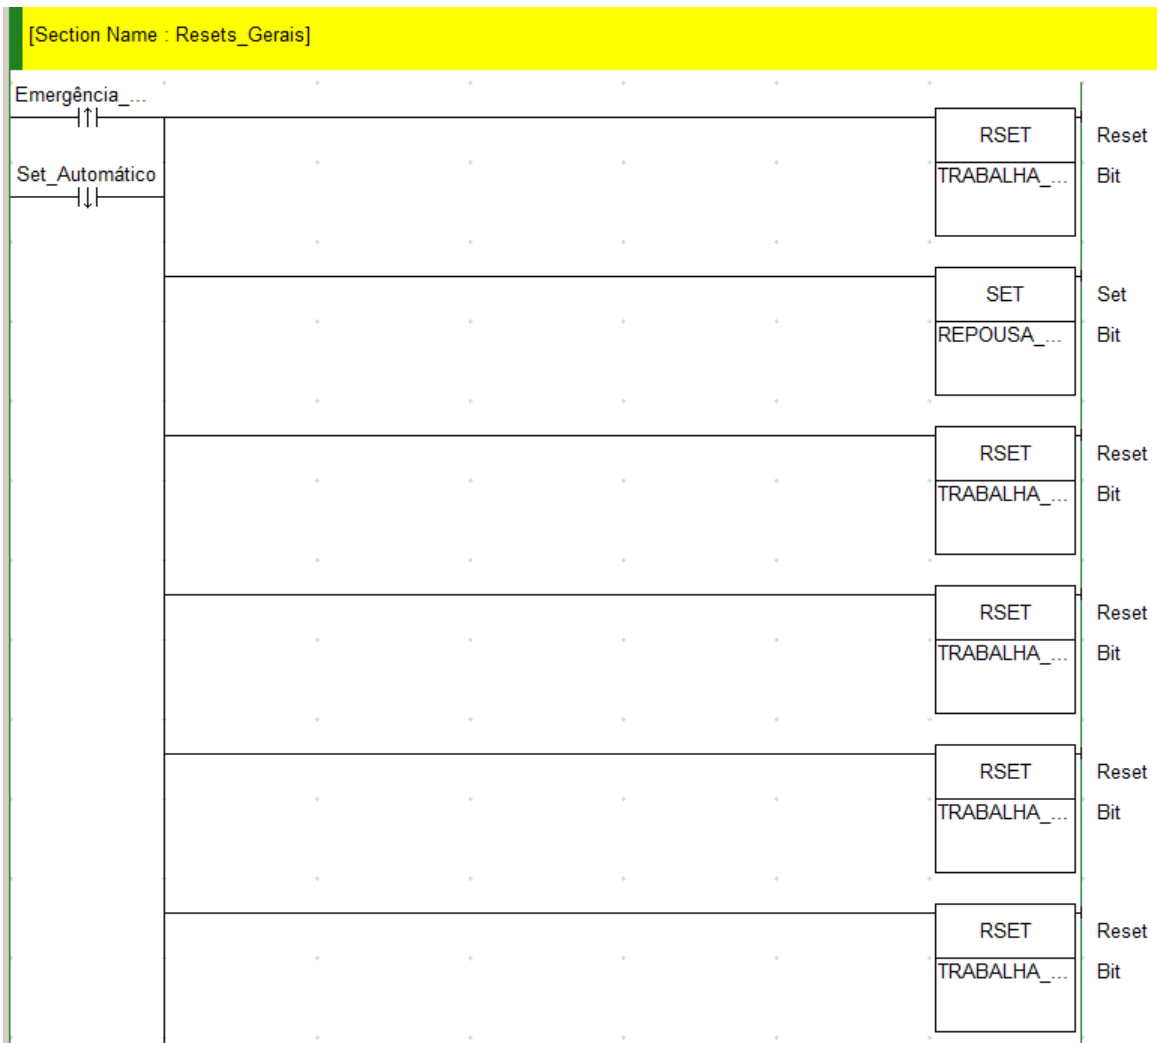 [Section Name : Resets_Gerais]
Emergência_...
RSET
Reset
Set_Automático
TRABALHA_...
Bit
SET
Set
REPOUSA_...
Bit
RSET
Reset
TRABALHA_...
Bit
RSET
Reset
TRABALHA_...
Bit
RSET
Reset
TRABALHA_...
Bit
RSET
Reset
TRABALHA_...
Bit